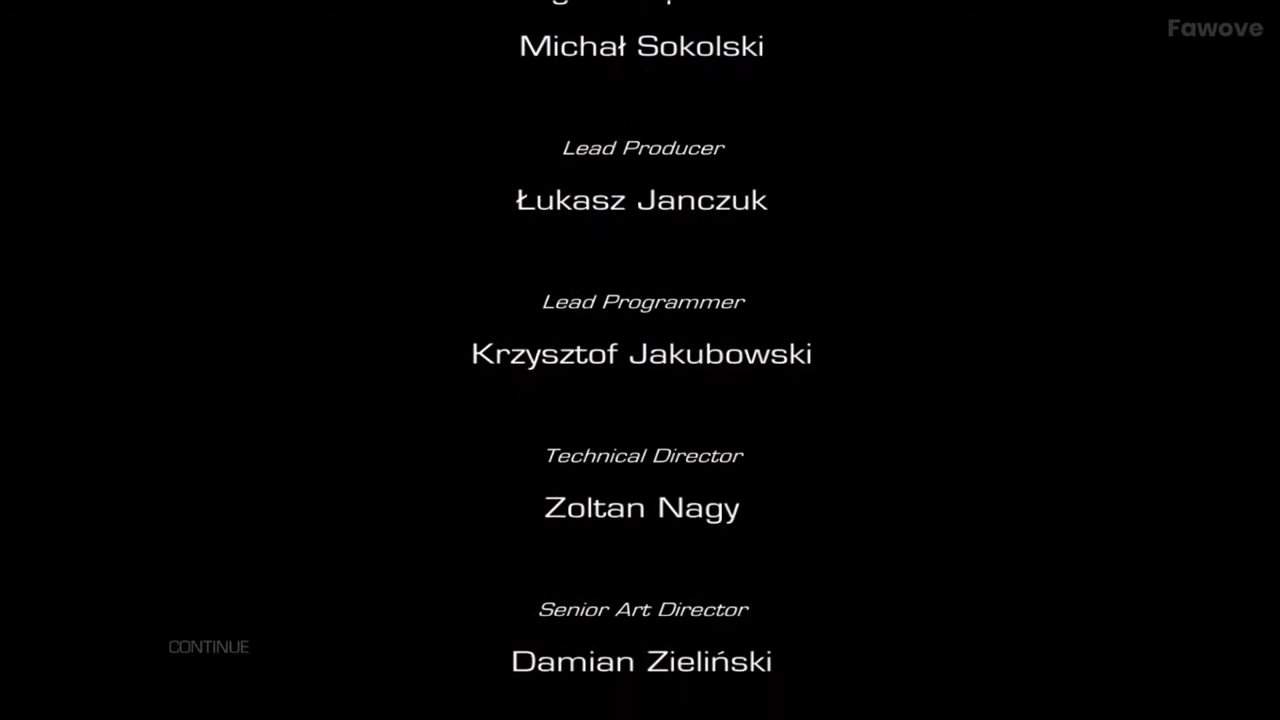 Fawove
Michał Sokolski
Lead Producer
Łukasz Janczuk
Lead Programmer
Krzysztof Jakubowski
Technical Director
Zoltan Nagy
Senior Art Director
CONTINUE
Damian Zieliński